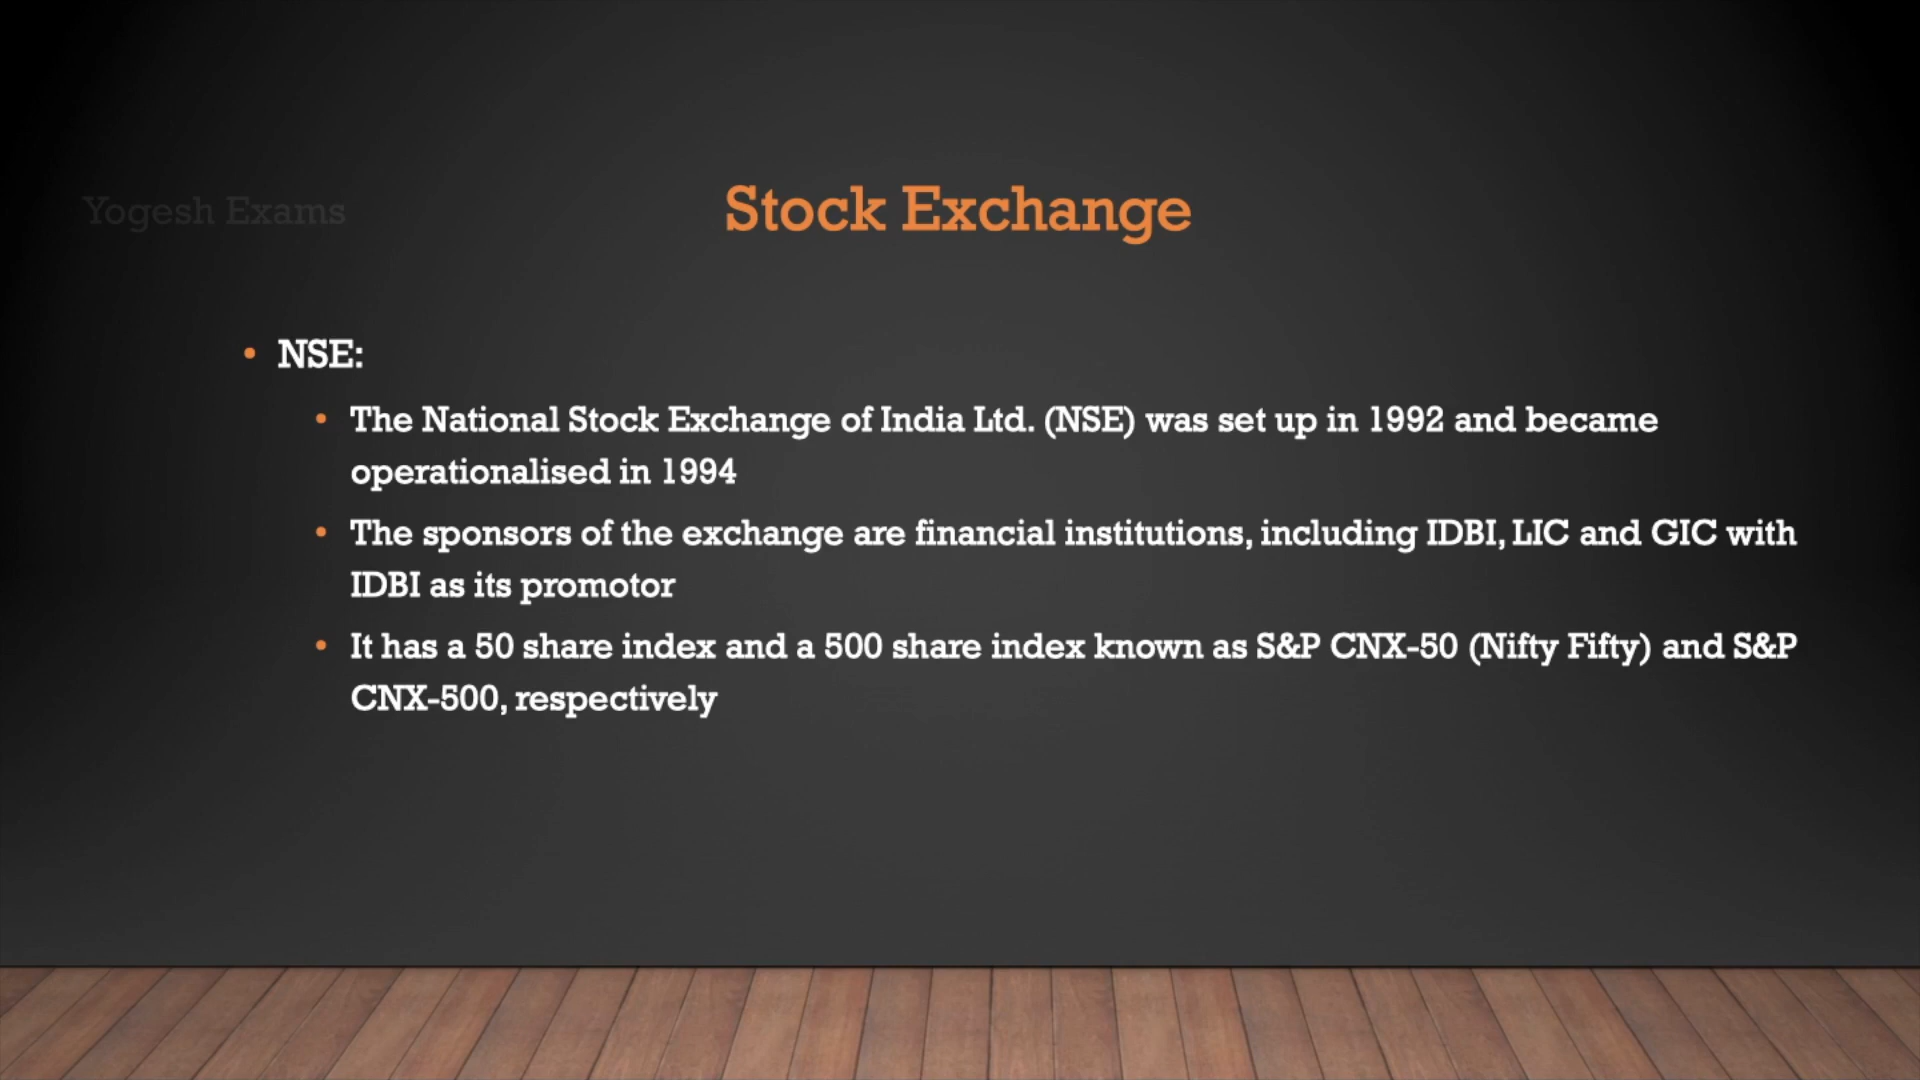 Yogesh Exams
Stock Exchange
• NSE:
• The National Stock Exchange of India Ltd. (NSE) was set up in 1992 and became
operationalised in 1994
• The sponsors of the exchange are financial institutions, including IDBI, LIC and GIC with
IDBI as its promotor
• It has a 50 share index and a 500 share index known as S&P CNX-50 (Nifty Fifty) and S&P
CNX-500, respectively